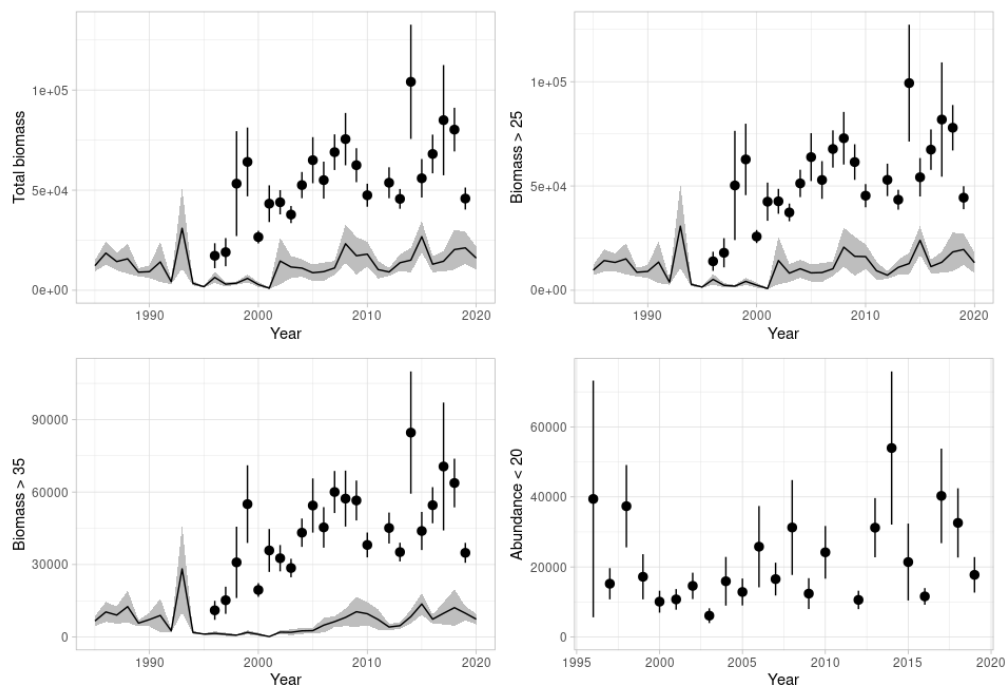 Total biomass
1e+05
5e+04
0e+00
1990 2000 2010 2020
Year
Biomass > 25
1e+05
5e+04
0e+00
1990 2000 2010 2020
Year
Biomass > 35
90000
60000
30000
0
1990 2000 2010 2020
Year
Abundance < 20
60000
40000
20000
0
1995 2000 2005 2010 2015 2020
Year